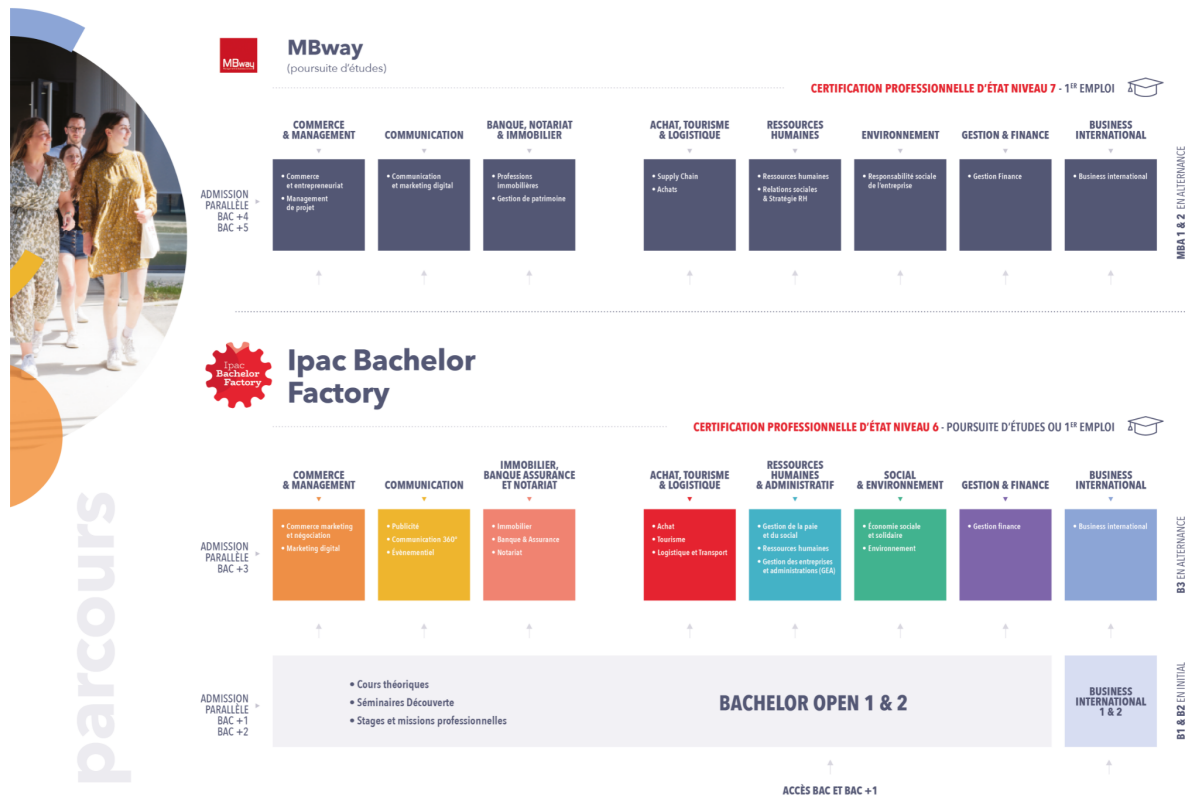 MBway
MBway
(poursuite d'études)
CERTIFICATION PROFESSIONNELLE D'ÉTAT NIVEAU 7 - 1ER EMPLOI
COMMERCE
& MANAGEMENT
COMMUNICATION
BANQUE, NOTARIAT
& IMMOBILIER
ACHAT, TOURISME
& LOGISTIQUE
RESSOURCES
HUMAINES
ENVIRONNEMENT
GESTION & FINANCE
BUSINESS
INTERNATIONAL
ADMISSION
PARALLÈLE
BAC +4
BAC +5
• Commerce
et entrepreneuriat
• Management
de projet
• Communication
et marketing digital
• Professions
immobilières
• Gestion de patrimoine
• Supply Chain
• Achats
• Ressources humaines
• Relations sociales
& Stratégie RH
• Responsabilité sociale
de l'entreprise
• Gestion Finance
• Business international
MBA 1 & 2 EN ALTERNANCE
Ipac
Bachelor
Factory
Ipac Bachelor
Factory
CERTIFICATION PROFESSIONNELLE D'ÉTAT NIVEAU 6 - POURSUITE D'ÉTUDES OU 1ER EMPLOI
COMMERCE
& MANAGEMENT
COMMUNICATION
IMMOBILIER,
BANQUE ASSURANCE
ET NOTARIAT
ACHAT, TOURISME
& LOGISTIQUE
RESSOURCES
HUMAINES
& ADMINISTRATIF
SOCIAL
& ENVIRONNEMENT
GESTION & FINANCE
BUSINESS
INTERNATIONAL
ADMISSION
PARALLÈLE
BAC +3
• Commerce marketing
et négociation
• Marketing digital
• Publicité
• Communication 360°
• Évènementiel
• Immobilier
• Banque & Assurance
• Notariat
• Achat
• Tourisme
• Logistique et Transport
• Gestion de la paie
et du social
• Ressources humaines
• Gestion des entreprises
et administrations (GEA)
• Économie sociale
et solidaire
• Environnement
• Gestion finance
• Business international
B3 EN ALTERNANCE
parcours
ADMISSION
PARALLÈLE
BAC +1
BAC +2
• Cours théoriques
• Séminaires Découverte
• Stages et missions professionnelles
BACHELOR OPEN 1 & 2
BUSINESS
INTERNATIONAL
1 & 2
B1 & B2 EN INITIAL
ACCÈS BAC ET BAC +1